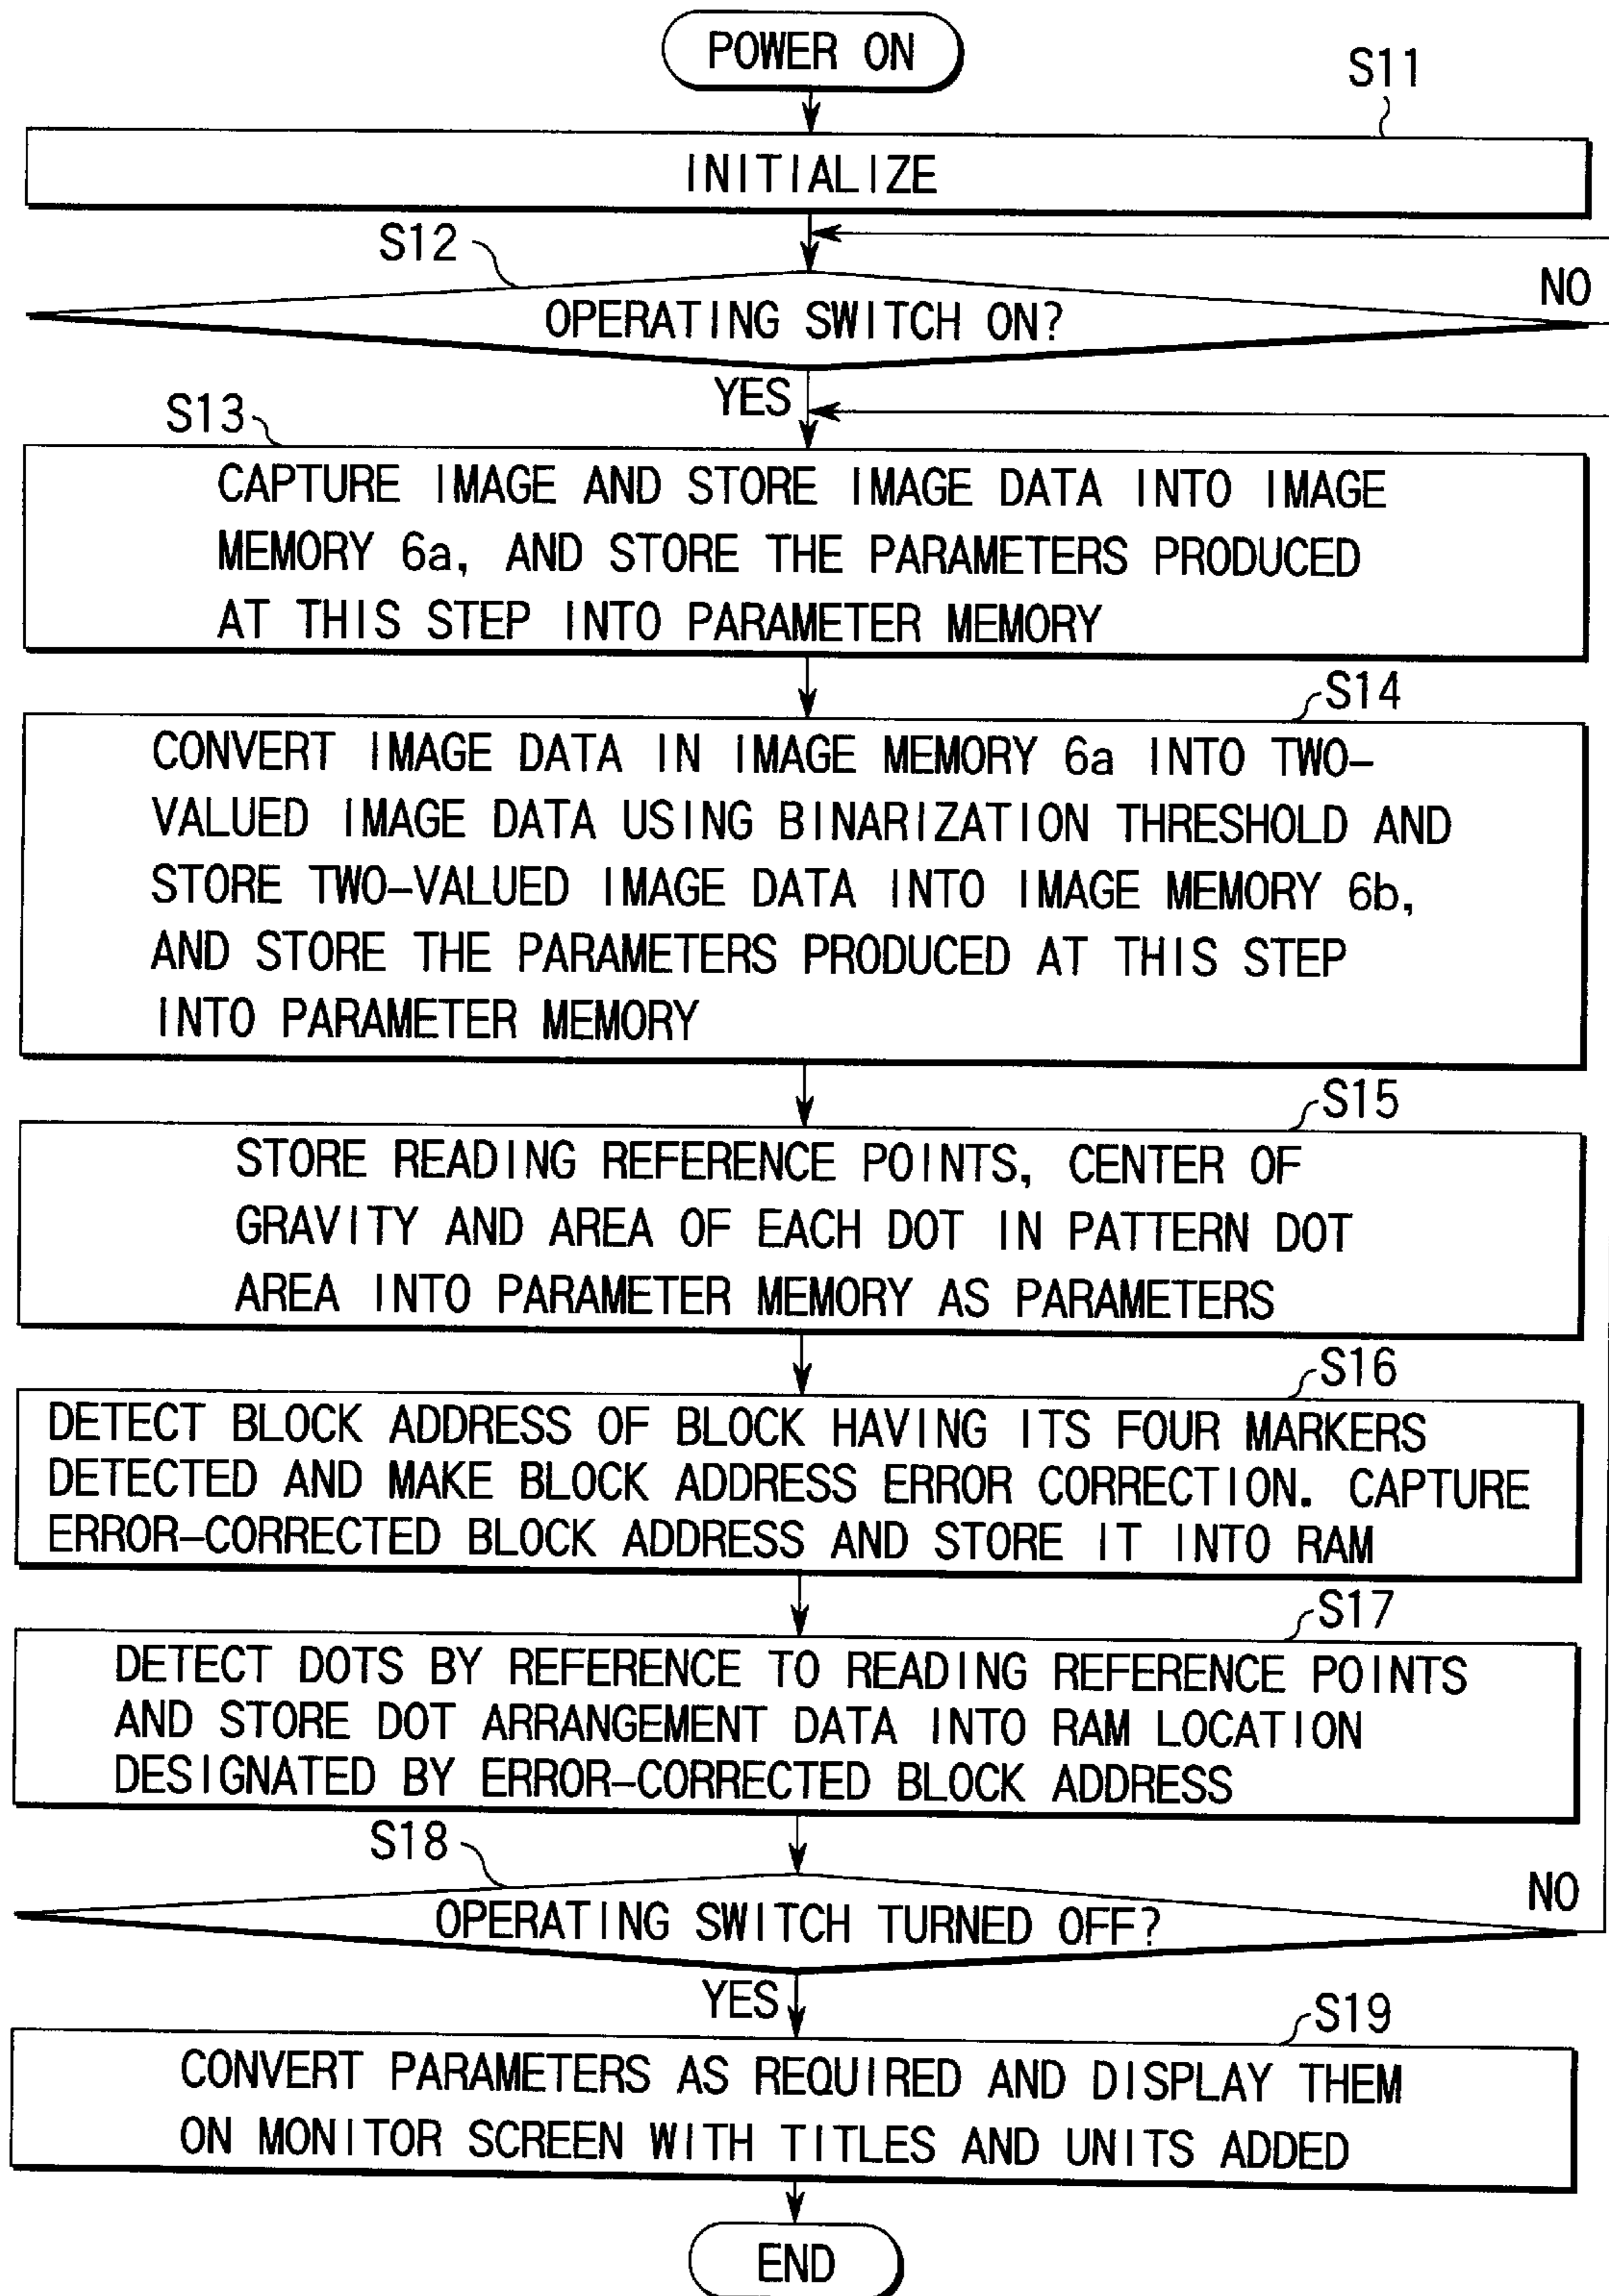 POWER ON
S11
INITIALIZE
S12
OPERATING SWITCH ON?
NO
YES
S13
CAPTURE IMAGE AND STORE IMAGE DATA INTO IMAGE
MEMORY 6a, AND STORE THE PARAMETERS PRODUCED
AT THIS STEP INTO PARAMETER MEMORY
S14
CONVERT IMAGE DATA IN IMAGE MEMORY 6a INTO TWO-
VALUED IMAGE DATA USING BINARIZATION THRESHOLD AND
STORE TWO-VALUED IMAGE DATA INTO IMAGE MEMORY 6b,
AND STORE THE PARAMETERS PRODUCED AT THIS STEP
INTO PARAMETER MEMORY
S15
STORE READING REFERENCE POINTS, CENTER OF
GRAVITY AND AREA OF EACH DOT IN PATTERN DOT
AREA INTO PARAMETER MEMORY AS PARAMETERS
S16
DETECT BLOCK ADDRESS OF BLOCK HAVING ITS FOUR MARKERS
DETECTED AND MAKE BLOCK ADDRESS ERROR CORRECTION. CAPTURE
ERROR-CORRECTED BLOCK ADDRESS AND STORE IT INTO RAM
S17
DETECT DOTS BY REFERENCE TO READING REFERENCE POINTS
AND STORE DOT ARRANGEMENT DATA INTO RAM LOCATION
DESIGNATED BY ERROR-CORRECTED BLOCK ADDRESS
S18
OPERATING SWITCH TURNED OFF?
NO
YES
S19
CONVERT PARAMETERS AS REQUIRED AND DISPLAY THEM
ON MONITOR SCREEN WITH TITLES AND UNITS ADDED
END